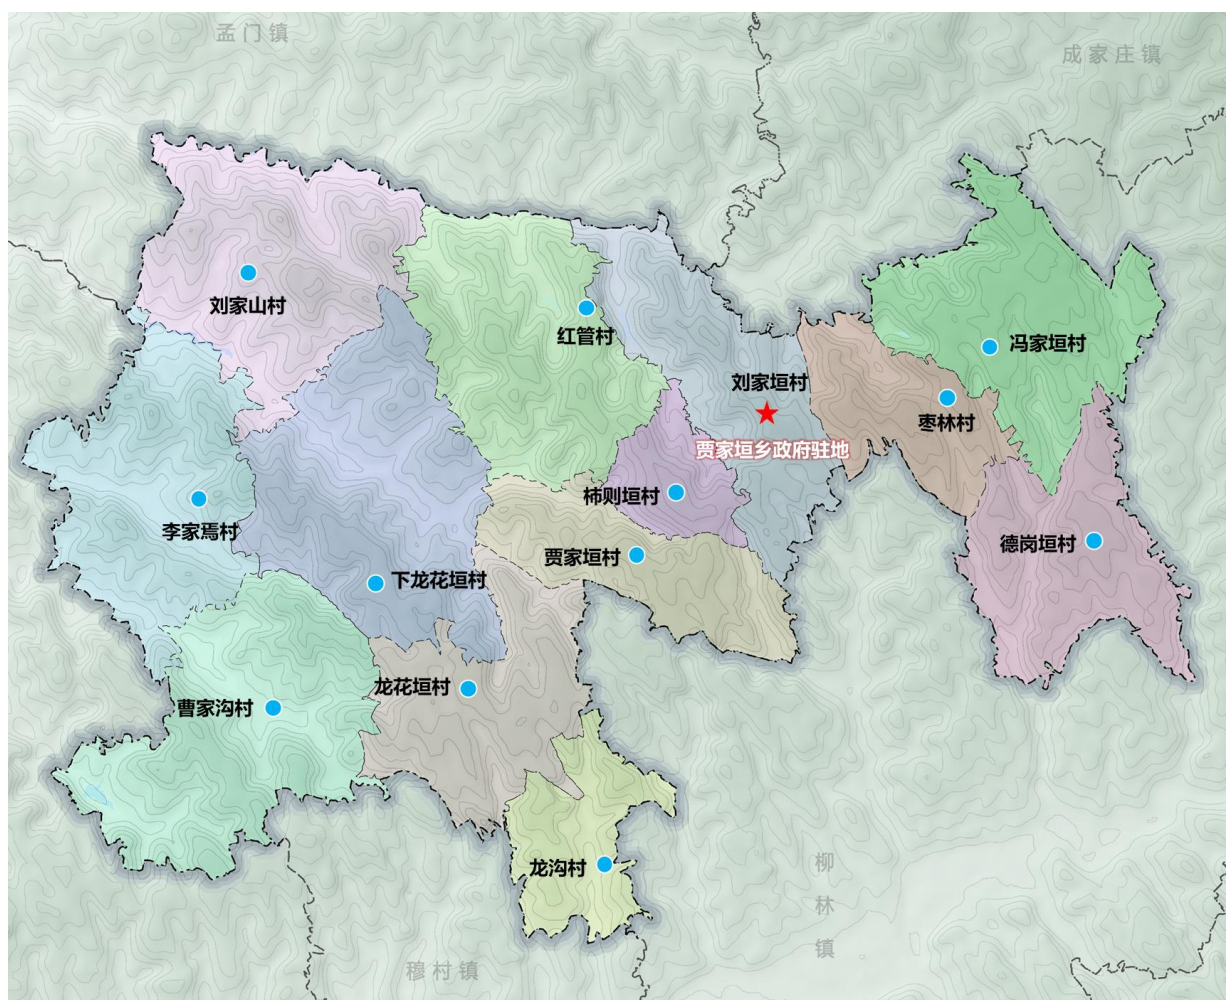 孟门镇
成家庄镇
刘家山村
红管村
冯家垣村
刘家垣村
枣林村
贾家垣乡政府驻地
柿则垣村
李家焉村
德岗垣村
贾家垣村
下龙花垣村
龙花垣村
曹家沟村
龙沟村
柳林镇
穆村镇